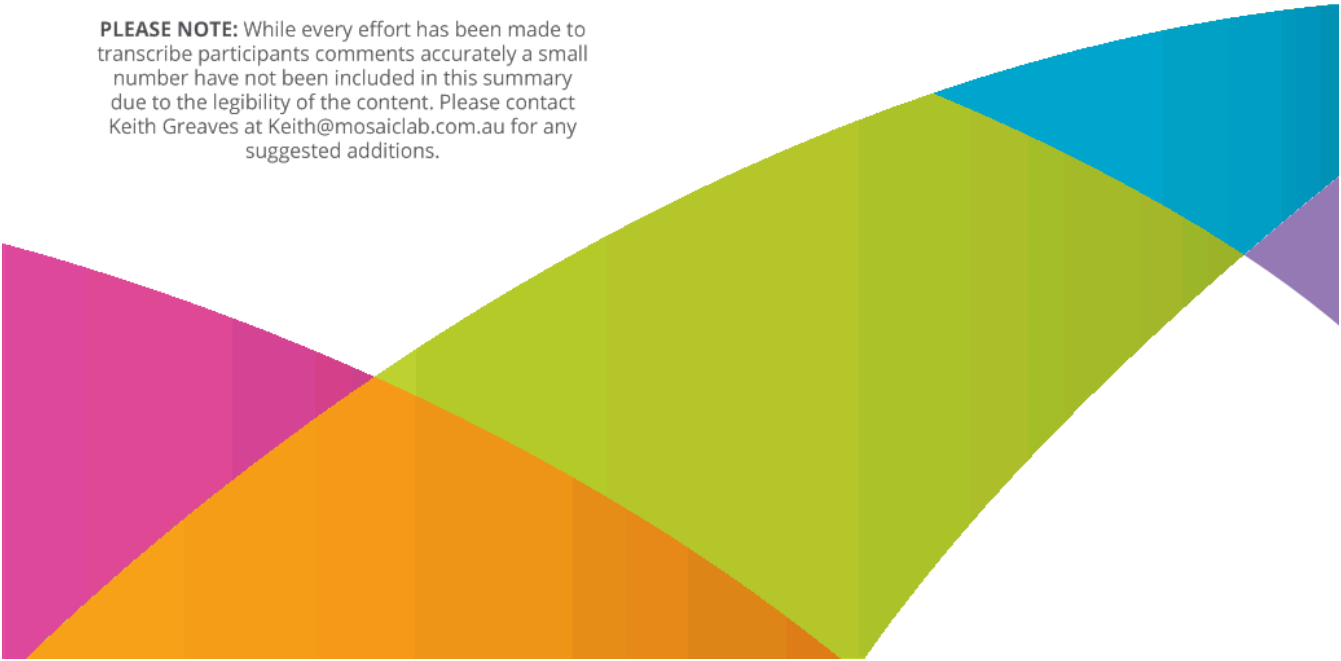 PLEASE NOTE: While every effort has been made to
transcribe participants comments accurately a small
number have not been included in this summary
due to the legibility of the content. Please contact
Keith Greaves at Keith@mosaiclab.com.au for any
suggested additions.